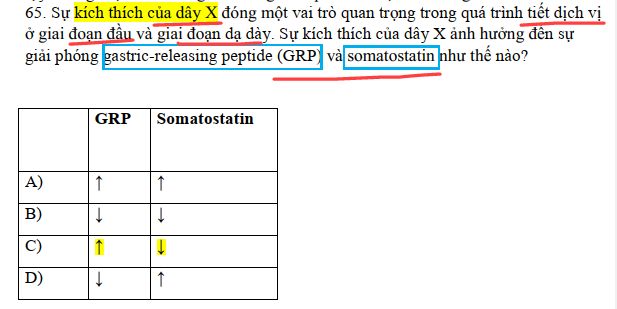 65. Sự kích thích của dây X đóng một vai trò quan trọng trong quá trình tiết dịch vị
ở giai đoạn đầu và giai đoạn dạ dày. Sự kích thích của dây X ảnh hưởng đến sự
giải phóng gastric-releasing peptide (GRP) và somatostatin như thế nào?
GRP Somatostatin
A) ↑ ↑
B) ↓ ↓
C) ↑ ↓
D) ↓ ↑